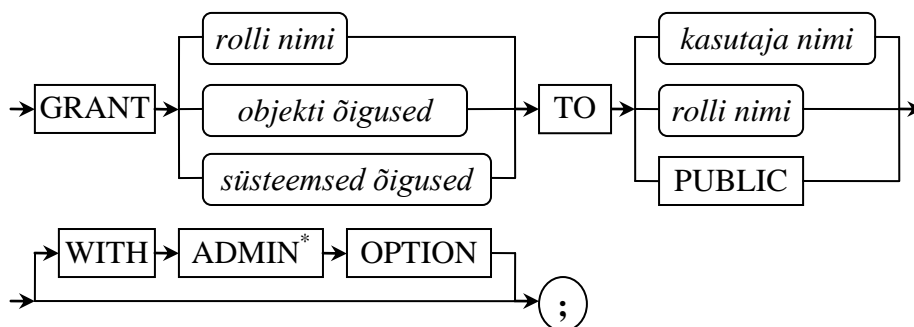 rolli nimi kasutaja nimi
GRANT objekti õigused TO rolli nimi
süsteemsed õigused PUBLIC
WITH ADMIN* OPTION
;